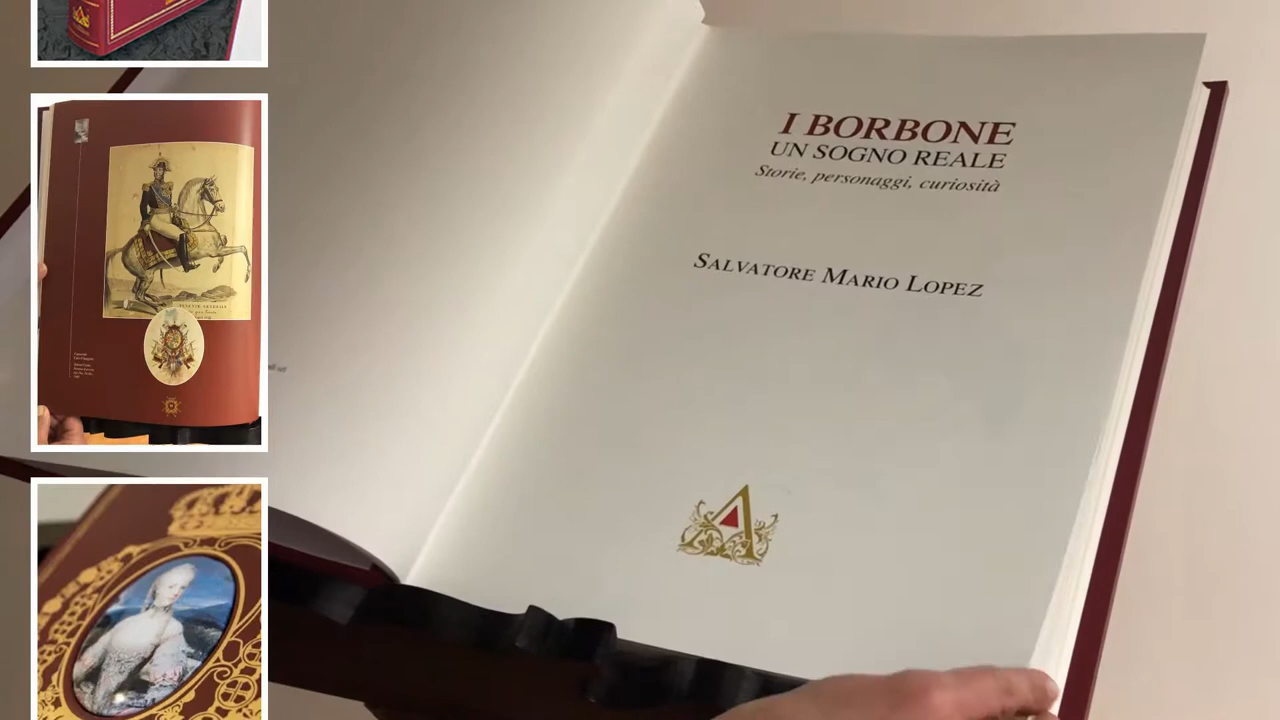 I BORBONE
UN SOGNO REALE
Storie, personaggi, curiosità
SALVATORE MARIO LOPEZ
A